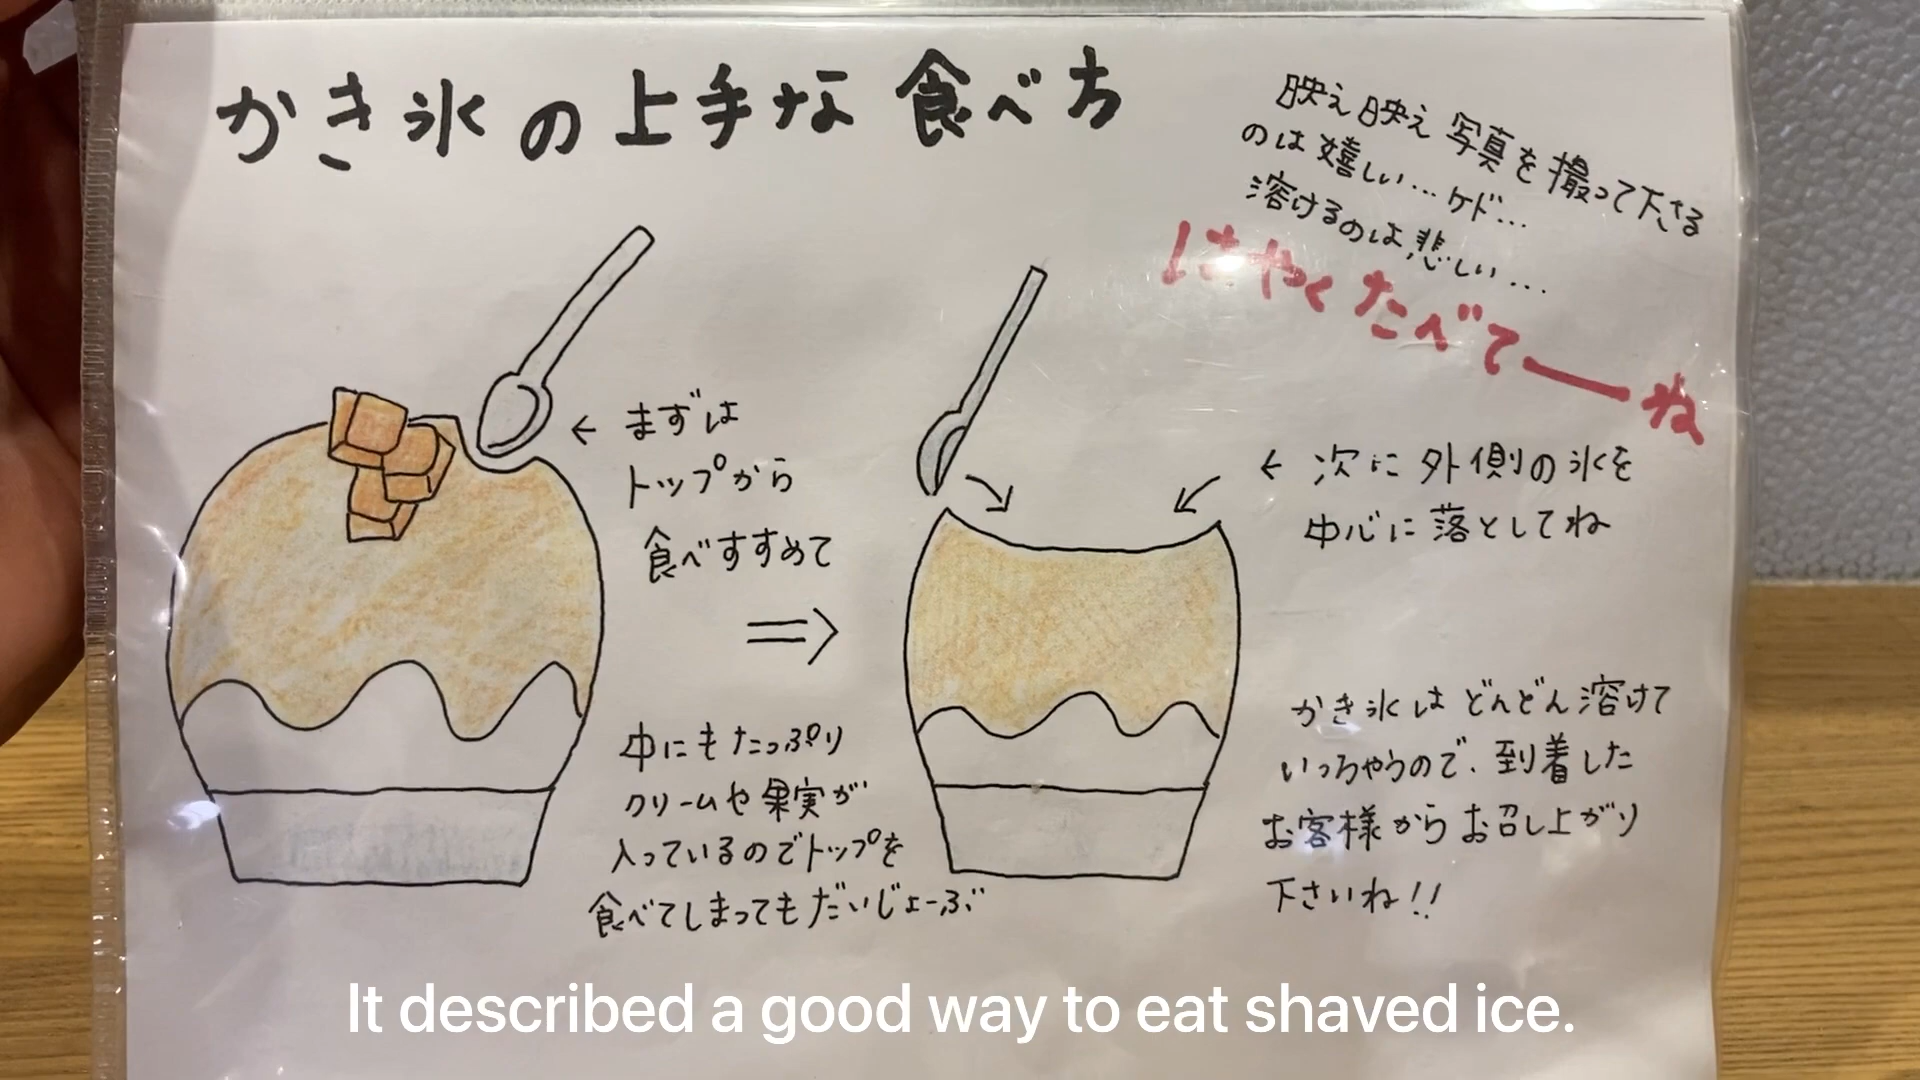 かき氷の上手な食べ方
映え映え写真を撮って下さる
のは嬉しい…ケド…
溶けるのは悲しい…
はやくたべてーね
← まずは
トップから
食べすすめて
← 次に外側の氷を
中心に落としてね
中にもたっぷり
クリームや果実が
入っているのでトップを
食べてしまってもだいじょーぶ
かき氷はどんどん溶けて
いっちゃうので、到着した
お客様からお召し上がり
下さいね!!
It described a good way to eat shaved ice.